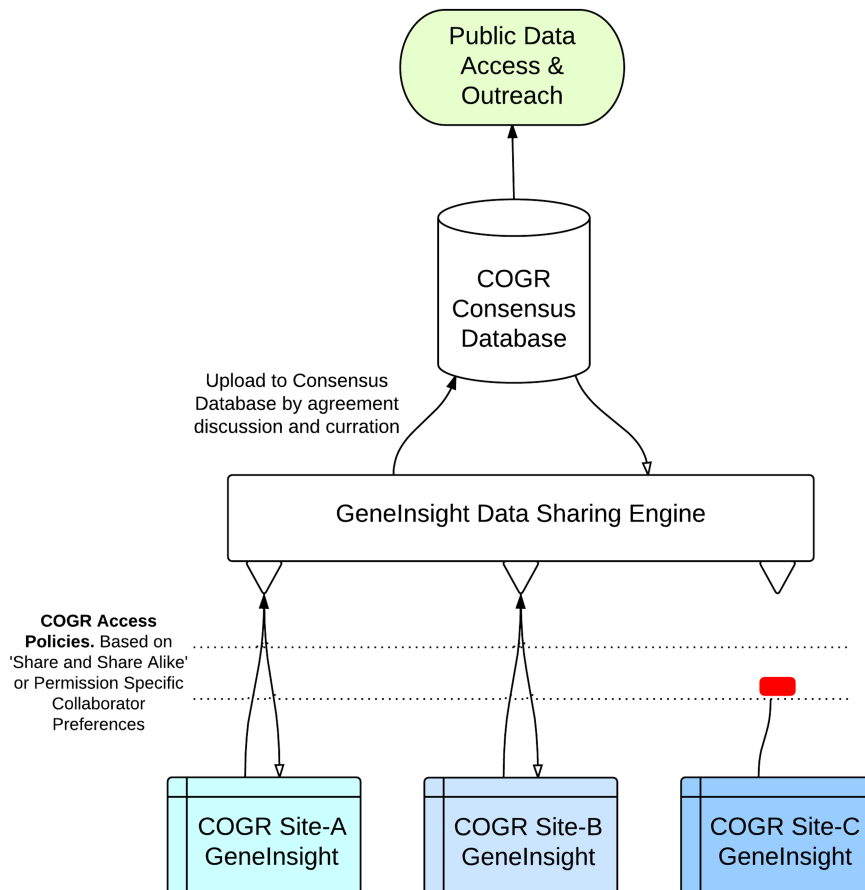 Public Data
Access &
Outreach
COGR
Consensus
Database
Upload to Consensus
Database by agreement
discussion and curration
GeneInsight Data Sharing Engine
COGR Access
Policies. Based on
'Share and Share Alike'
or Permission Specific
Collaborator
Preferences
COGR Site-A
GeneInsight
COGR Site-B
GeneInsight
COGR Site-C
GeneInsight